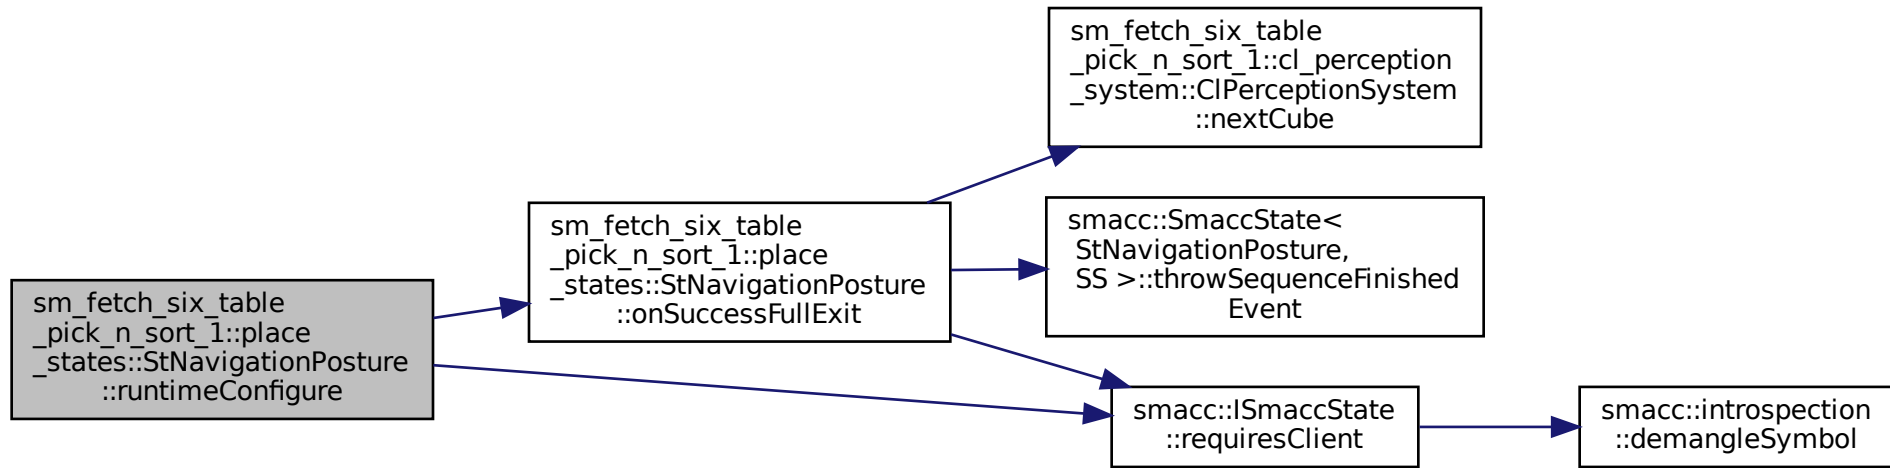 sm_fetch_six_table
_pick_n_sort_1::place
_states::StNavigationPosture
::runtimeConfigure
sm_fetch_six_table
_pick_n_sort_1::place
_states::StNavigationPosture
::onSuccessFullExit
sm_fetch_six_table
_pick_n_sort_1::cl_perception
_system::ClPerceptionSystem
::nextCube
smacc::SmaccState<
StNavigationPosture,
SS >::throwSequenceFinished
Event
smacc::ISmaccState
::requiresClient
smacc::introspection
::demangleSymbol